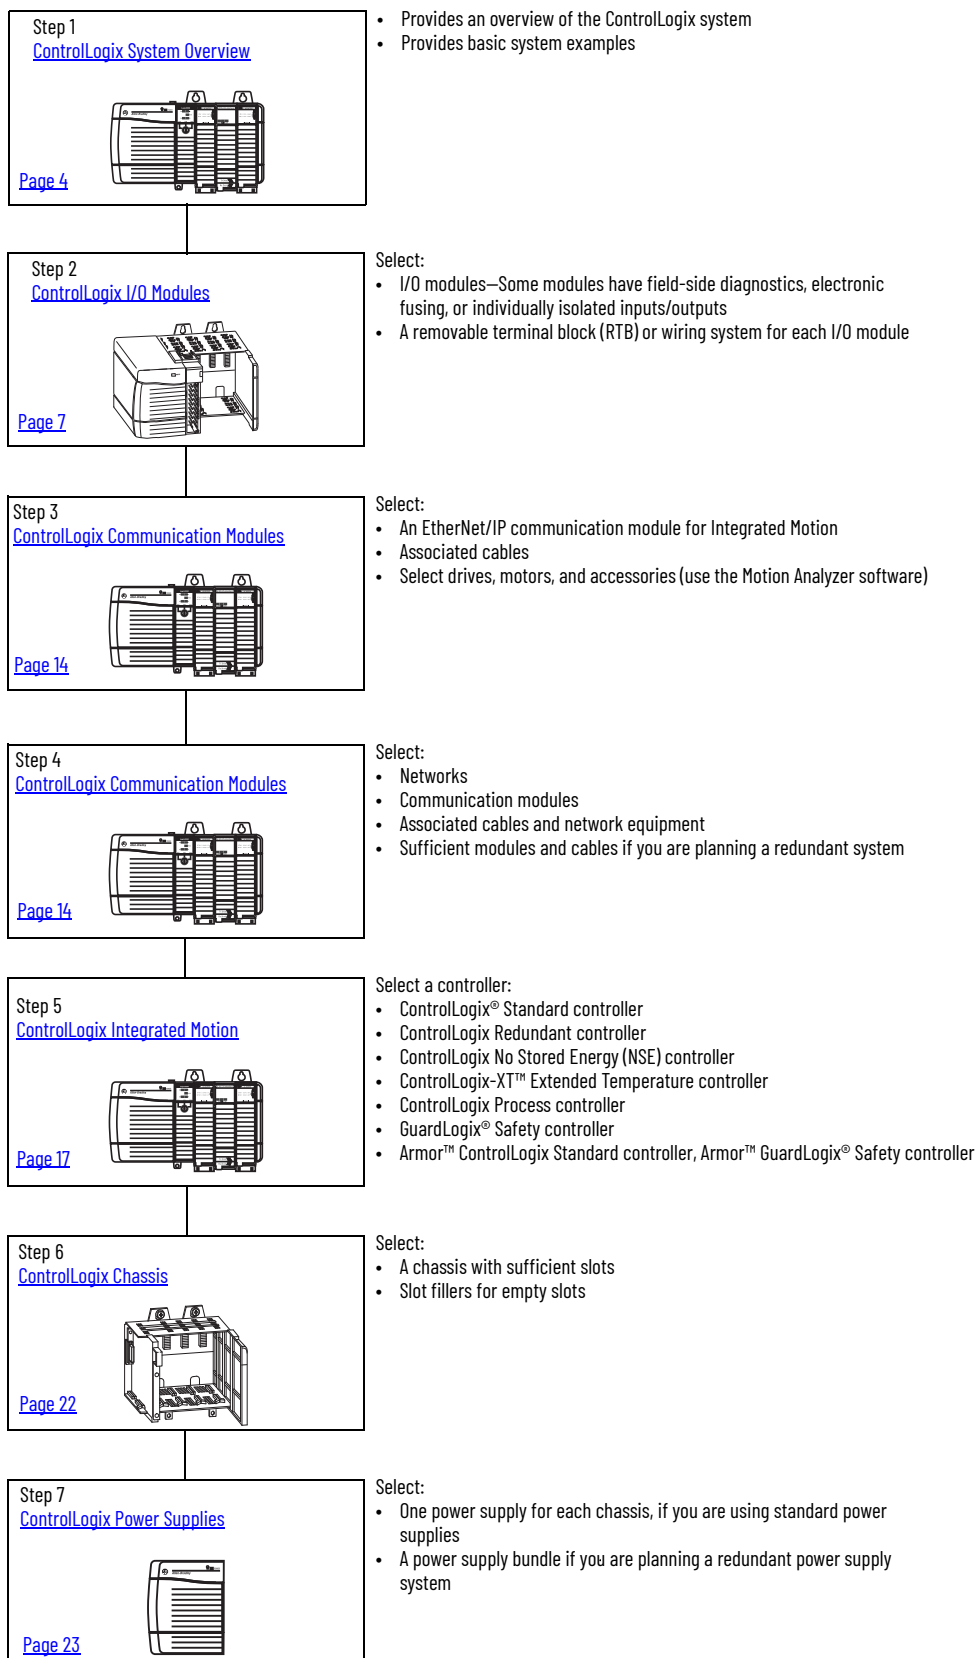 Step 1
ControlLogix System Overview
Page 4
• Provides an overview of the ControlLogix system
• Provides basic system examples
Step 2
ControlLogix I/O Modules
Page 7
Select:
• I/O modules—Some modules have field-side diagnostics, electronic
fusing, or individually isolated inputs/outputs
• A removable terminal block (RTB) or wiring system for each I/O module
Step 3
ControlLogix Communication Modules
Page 14
Select:
• An EtherNet/IP communication module for Integrated Motion
• Associated cables
• Select drives, motors, and accessories (use the Motion Analyzer software)
Step 4
ControlLogix Communication Modules
Page 14
Select:
• Networks
• Communication modules
• Associated cables and network equipment
• Sufficient modules and cables if you are planning a redundant system
Step 5
ControlLogix Integrated Motion
Page 17
Select a controller:
• ControlLogix® Standard controller
• ControlLogix Redundant controller
• ControlLogix No Stored Energy (NSE) controller
• ControlLogix-XT™ Extended Temperature controller
• ControlLogix Process controller
• GuardLogix® Safety controller
• Armor™ ControlLogix Standard controller, Armor™ GuardLogix® Safety controller
Step 6
ControlLogix Chassis
Page 22
Select:
• A chassis with sufficient slots
• Slot fillers for empty slots
Step 7
ControlLogix Power Supplies
Page 23
Select:
• One power supply for each chassis, if you are using standard power
supplies
• A power supply bundle if you are planning a redundant power supply
system